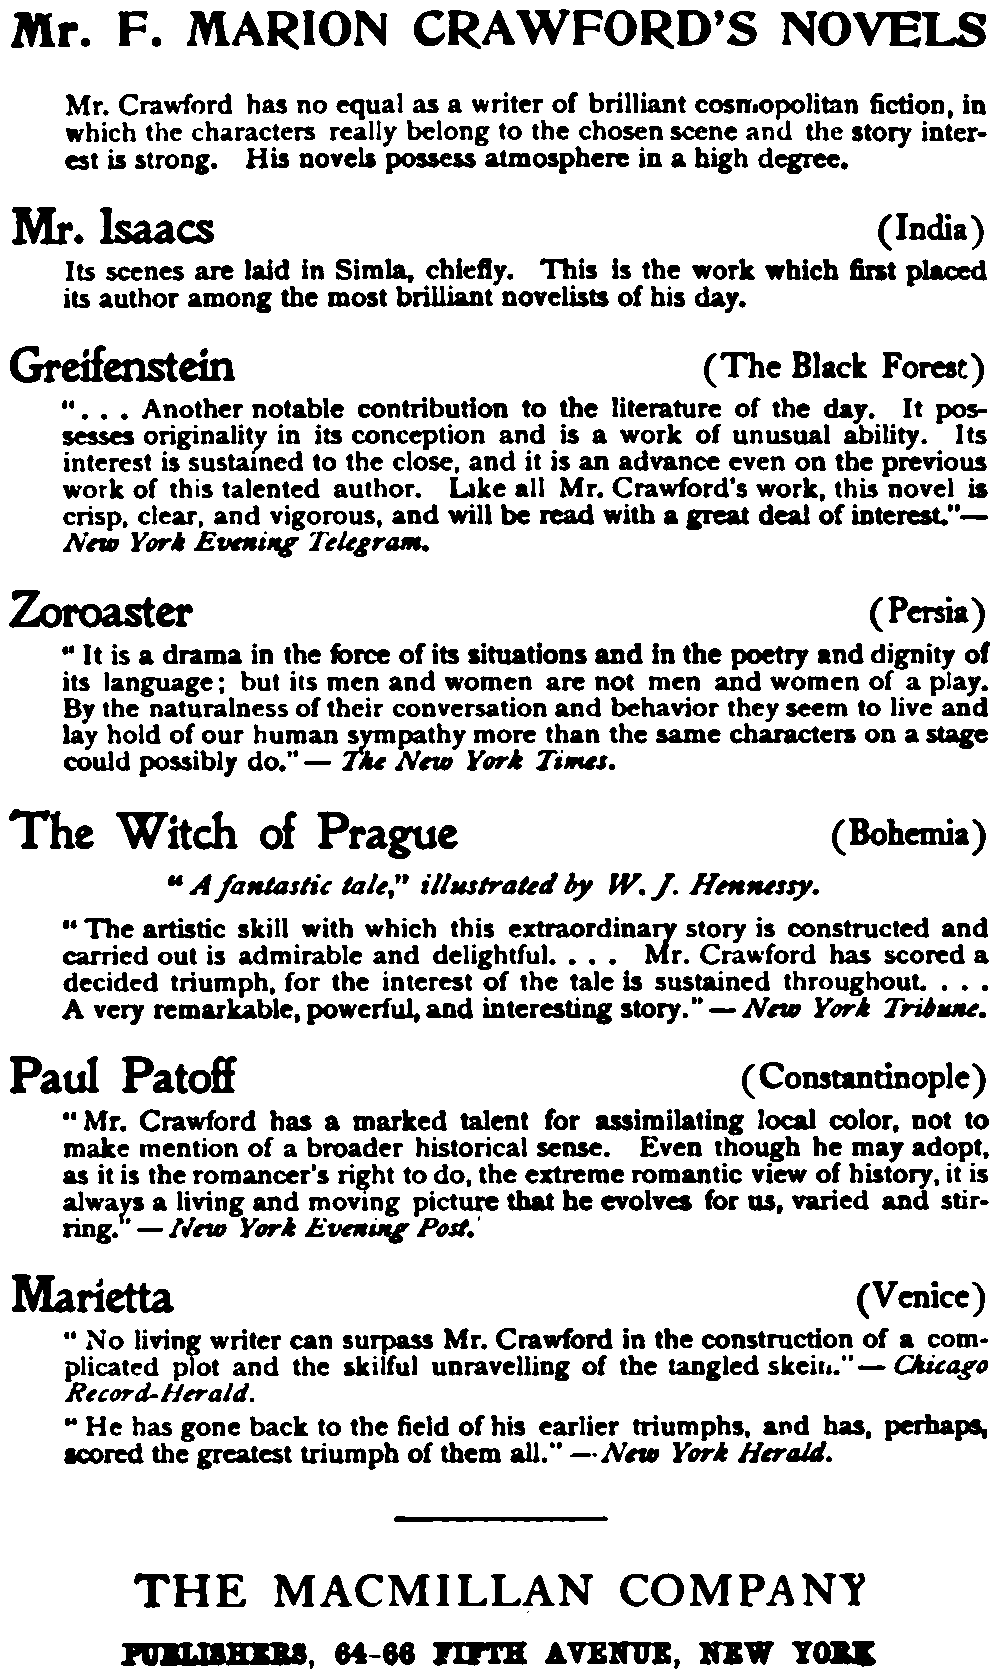 Mr. F. MARION CRAWFORD'S NOVELS
Mr. Crawford has no equal as a writer of brilliant cosmopolitan fiction, in
which the characters really belong to the chosen scene and the story inter-
est is strong. His novels possess atmosphere in a high degree.
Mr. Isaacs (India)
Its scenes are laid in Simla, chiefly. This is the work which first placed
its author among the most brilliant novelists of his day.
Greifenstein (The Black Forest)
". . . Another notable contribution to the literature of the day. It pos-
sesses originality in its conception and is a work of unusual ability. Its
interest is sustained to the close, and it is an advance even on the previous
work of this talented author. Like all Mr. Crawford's work, this novel is
crisp, clear, and vigorous, and will be read with a great deal of interest."—
New York Evening Telegram.
Zoroaster (Persia)
"It is a drama in the force of its situations and in the poetry and dignity of
its language; but its men and women are not men and women of a play.
By the naturalness of their conversation and behavior they seem to live and
lay hold of our human sympathy more than the same characters on a stage
could possibly do."— The New York Times.
The Witch of Prague (Bohemia)
"A fantastic tale," illustrated by W. J. Hennessy.
"The artistic skill with which this extraordinary story is constructed and
carried out is admirable and delightful. . . . Mr. Crawford has scored a
decided triumph, for the interest of the tale is sustained throughout. . . .
A very remarkable, powerful, and interesting story."— New York Tribune.
Paul Patoff (Constantinople)
"Mr. Crawford has a marked talent for assimilating local color, not to
make mention of a broader historical sense. Even though he may adopt,
as it is the romancer's right to do, the extreme romantic view of history, it is
always a living and moving picture that he evolves for us, varied and stir-
ring."— New York Evening Post.
Marietta (Venice)
"No living writer can surpass Mr. Crawford in the construction of a com-
plicated plot and the skilful unravelling of the tangled skein."— Chicago
Record-Herald.
"He has gone back to the field of his earlier triumphs, and has, perhaps,
scored the greatest triumph of them all."— New York Herald.
THE MACMILLAN COMPANY
PUBLISHERS, 64-66 FIFTH AVENUE, NEW YORK